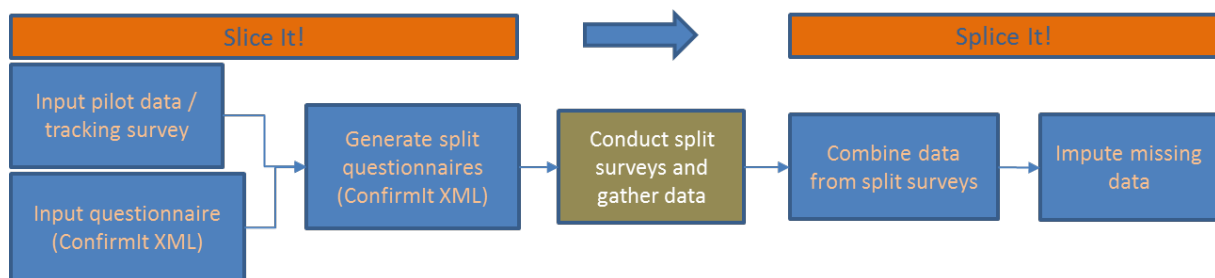 Slice It!
Splice It!
Input pilot data /
tracking survey
Input questionnaire
(ConfirmIt XML)
Generate split
questionnaires
(ConfirmIt XML)
Conduct split
surveys and
gather data
Combine data
from split surveys
Impute missing
data